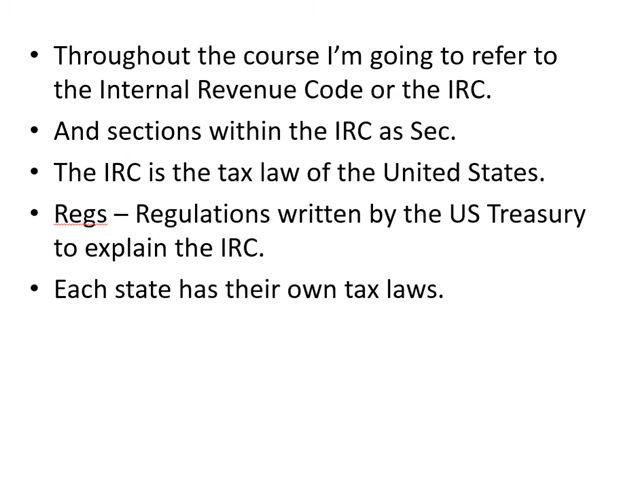 • Throughout the course I’m going to refer to
the Internal Revenue Code or the IRC.
• And sections within the IRC as Sec.
• The IRC is the tax law of the United States.
• Regs – Regulations written by the US Treasury
to explain the IRC.
• Each state has their own tax laws.